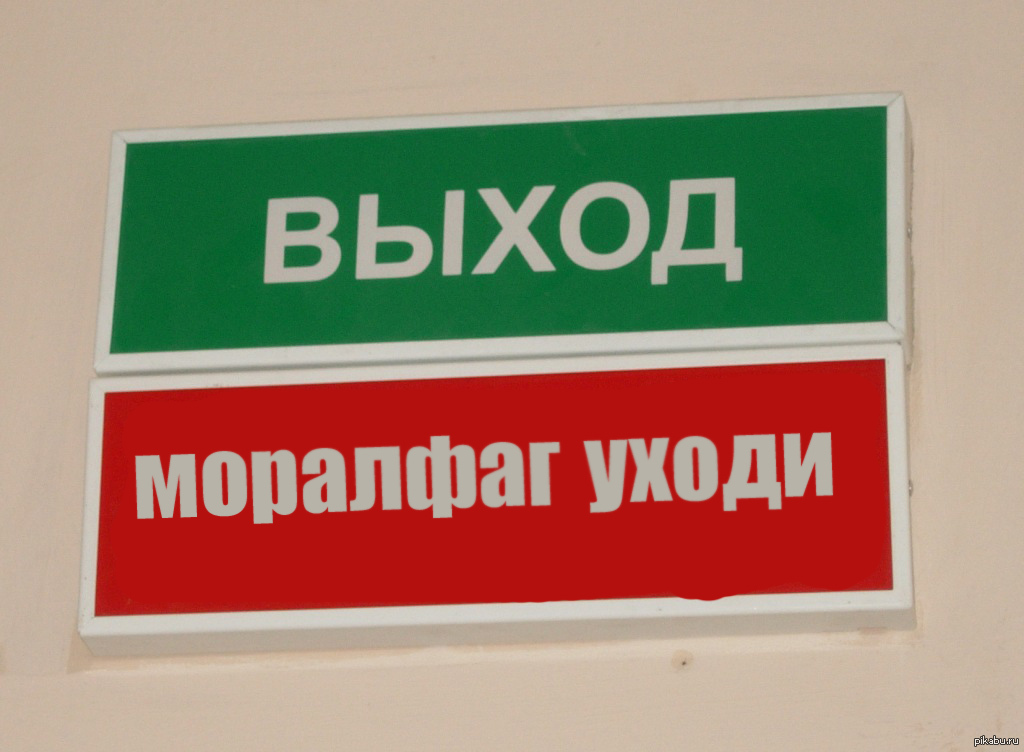 ВЫХОД
моралфаг уходи
pikabu.ru